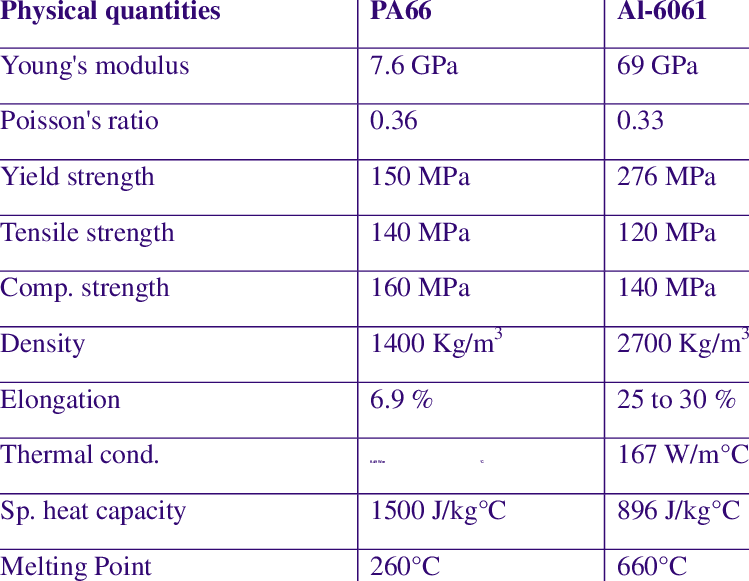 Physical quantities PA66 Al-6061
Young's modulus 7.6 GPa 69 GPa
Poisson's ratio 0.36 0.33
Yield strength 150 MPa 276 MPa
Tensile strength 140 MPa 120 MPa
Comp. strength 160 MPa 140 MPa
Density 1400 Kg/m³ 2700 Kg/m³
Elongation 6.9 % 25 to 30 %
Thermal cond. 167 W/m°C
Sp. heat capacity 1500 J/kg°C 896 J/kg°C
Melting Point 260°C 660°C